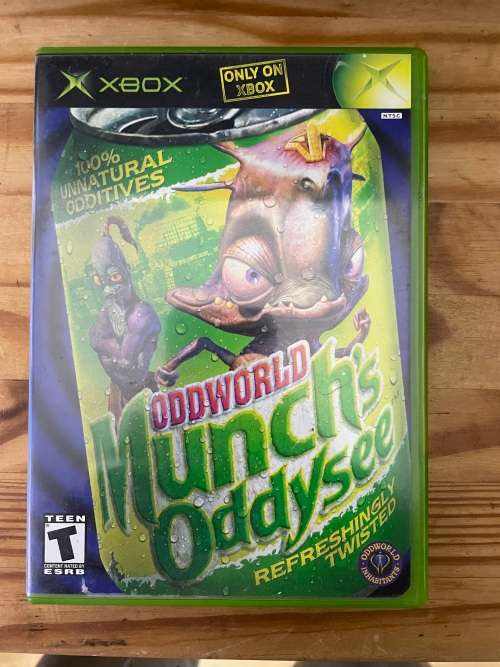 XBOX
ONLY ON
XBOX
NTSC
100%
UNNATURAL
ODDITIVES
ODDWORLD
Munch's
Oddysee
REFRESHINGLY
TWISTED
TEEN
T
CONTENT RATED BY
ESRB
ODDWORLD
INHABITANTS